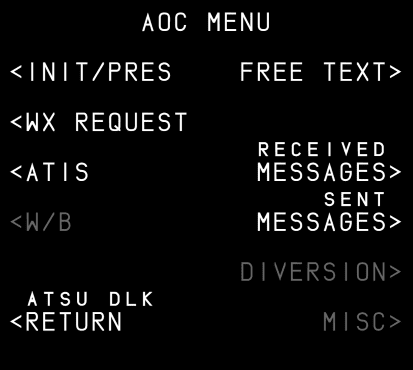 AOC MENU
<INIT/PRES FREE TEXT>
<WX REQUEST
RECEIVED
<ATIS MESSAGES>
SENT
<W/B MESSAGES>
DIVERSION>
ATSU DLK
<RETURN MISC>